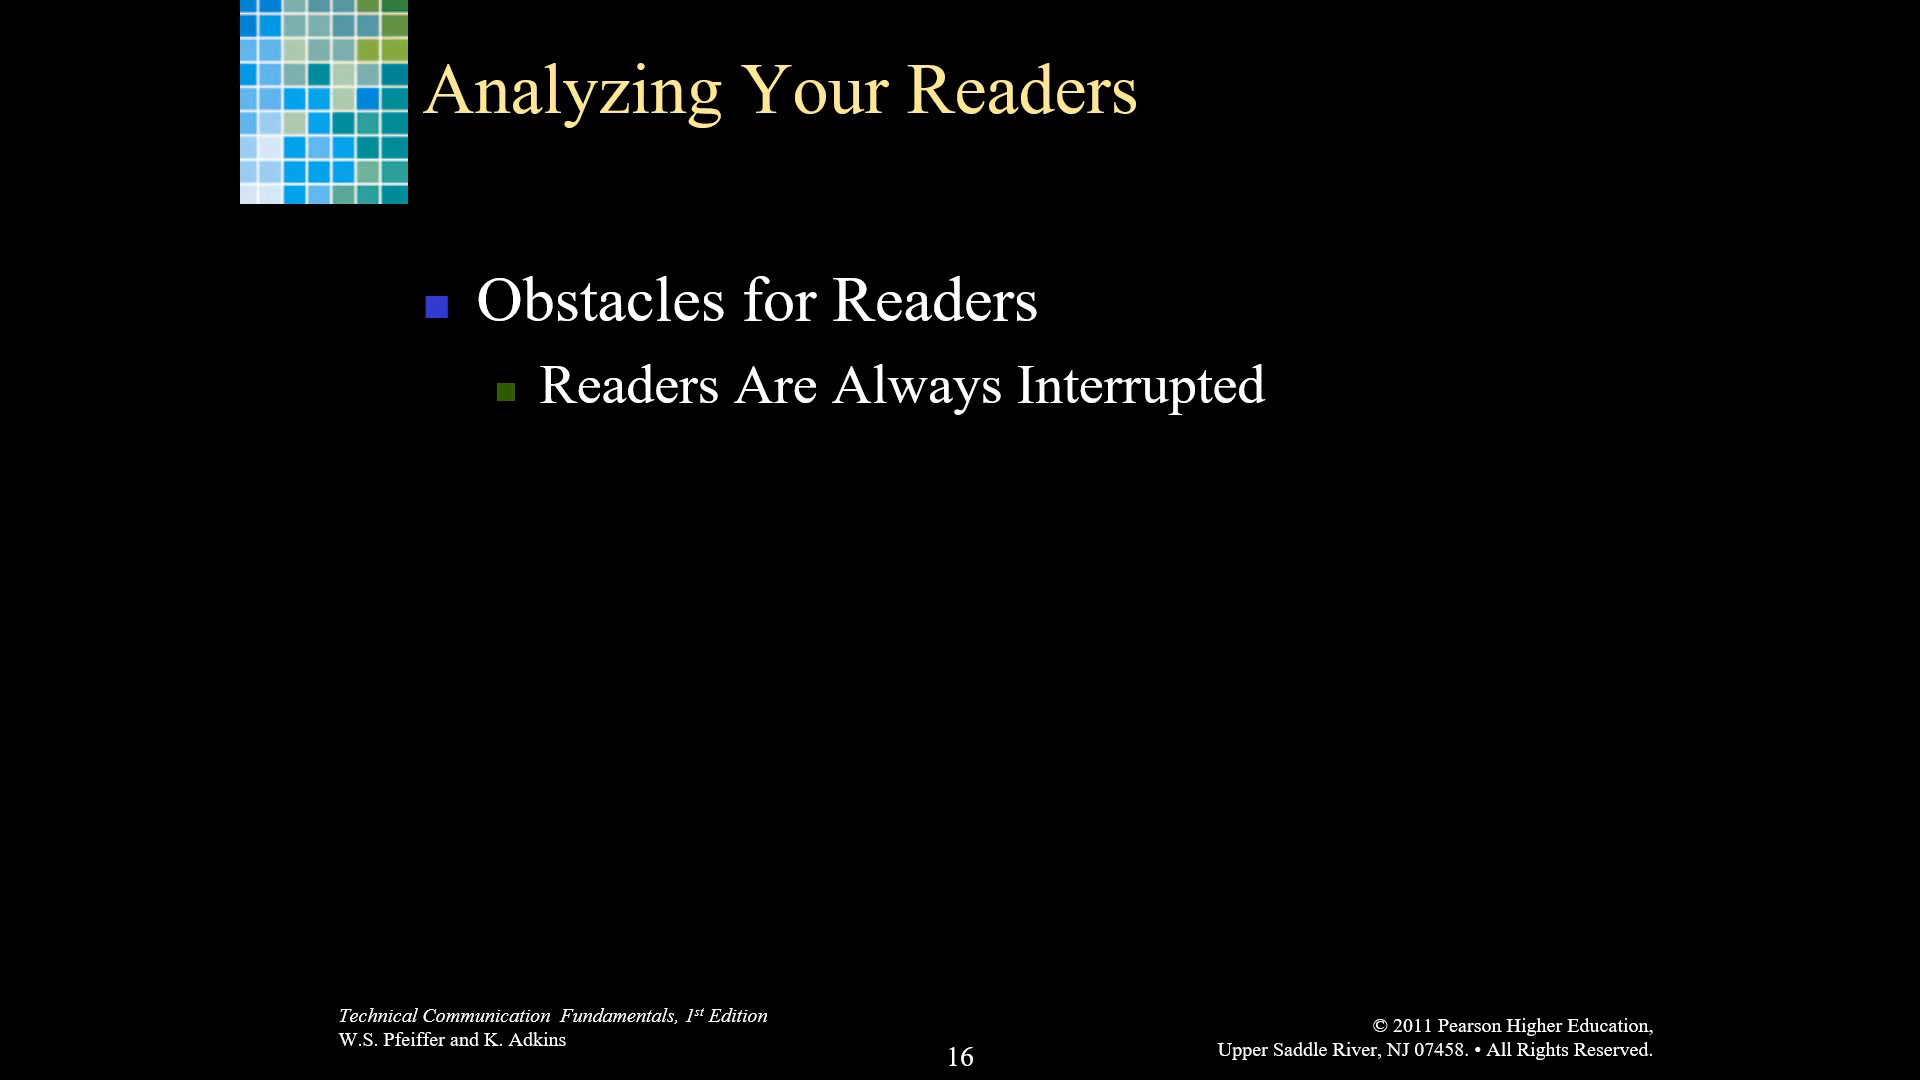 Analyzing Your Readers
Obstacles for Readers
Readers Are Always Interrupted
Technical Communication  Fundamentals, 1st Edition
W.S. Pfeiffer and K. Adkins
16
© 2011 Pearson Higher Education,
Upper Saddle River, NJ 07458. • All Rights Reserved.